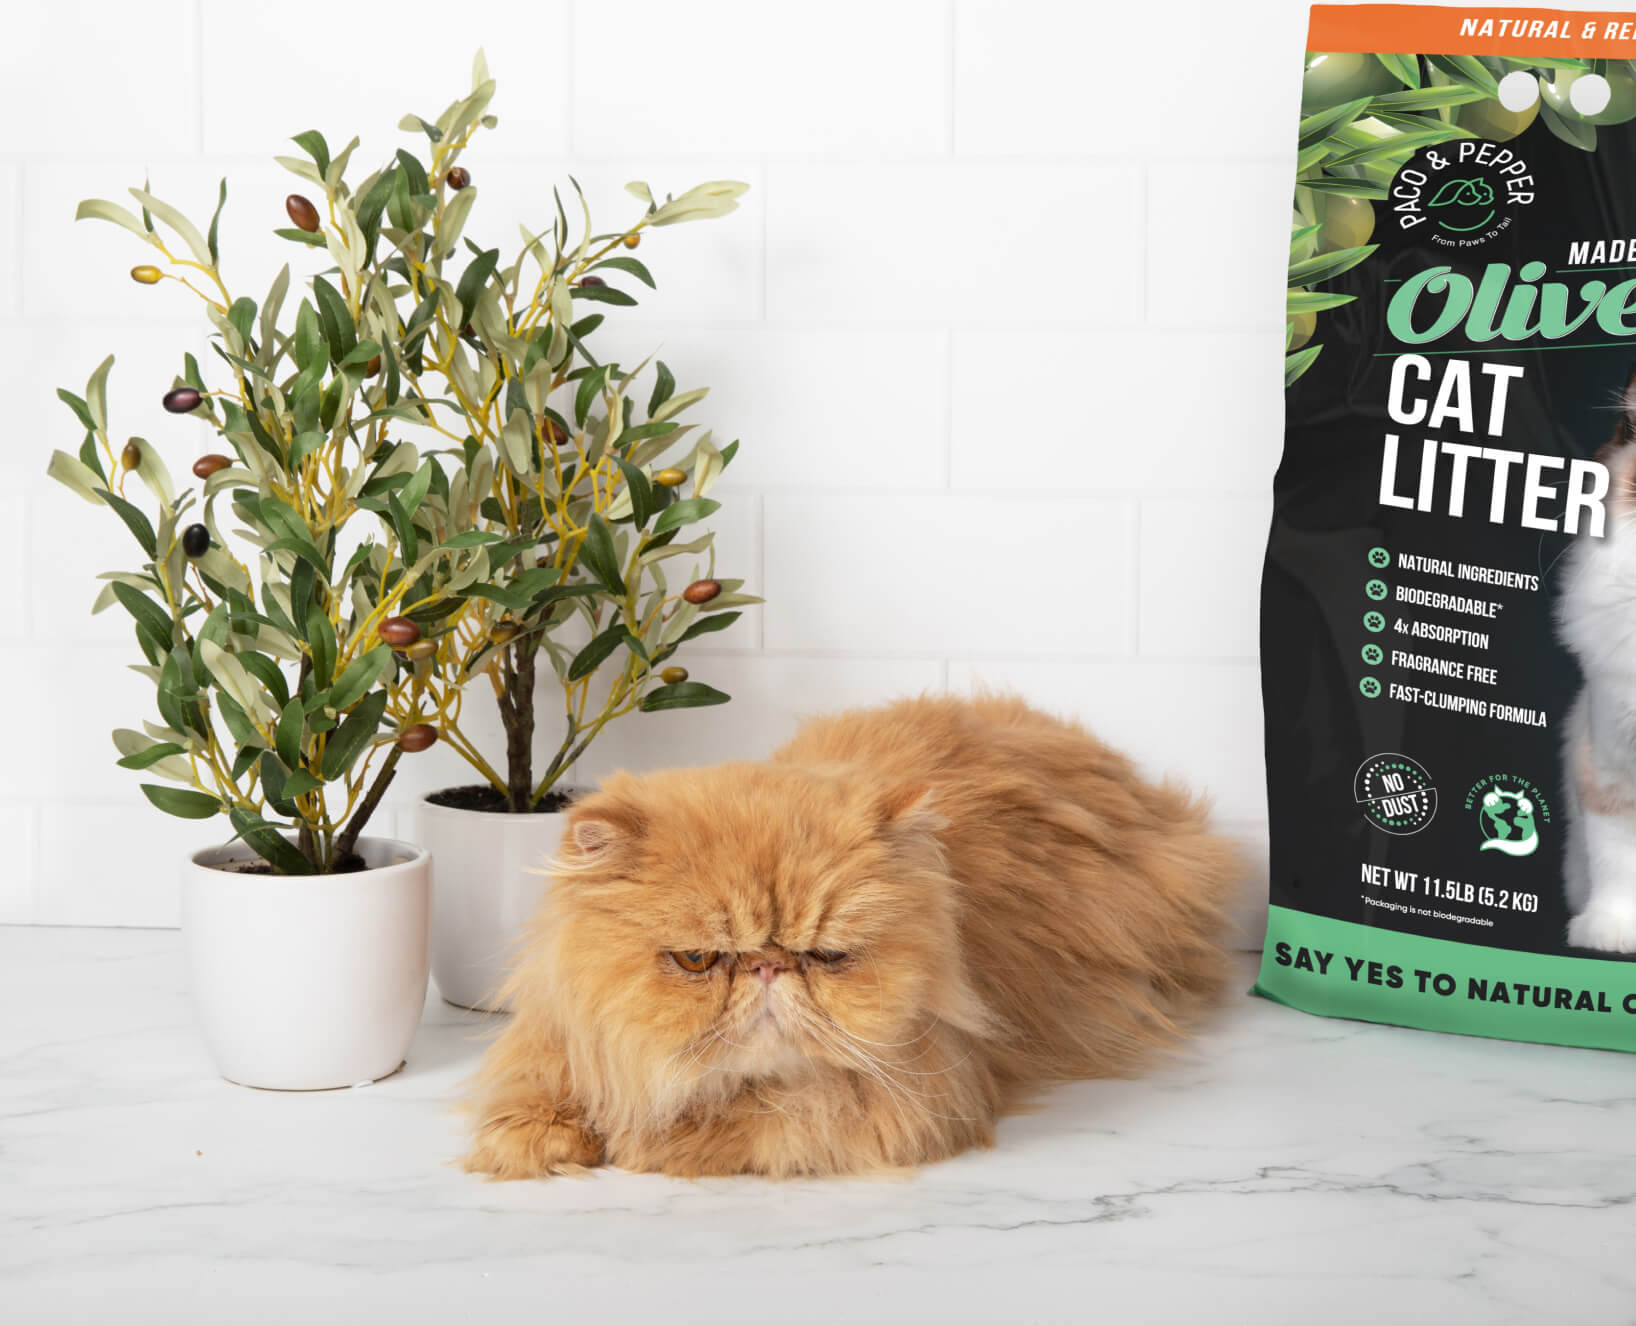 NATURAL & 
PACO & PEPPER
From Paws To Tail
MADE
Olive
CAT
LITTER
NATURAL INGREDIENTS
BIODEGRADABLE*
4x ABSORPTION
FRAGRANCE FREE
FAST-CLUMPING FORMULA
NO
DUST
BETTER FOR THE PLANET
NET WT 11.5LB (5.2 KG)
*Packaging is not biodegradable
SAY YES TO NATURAL